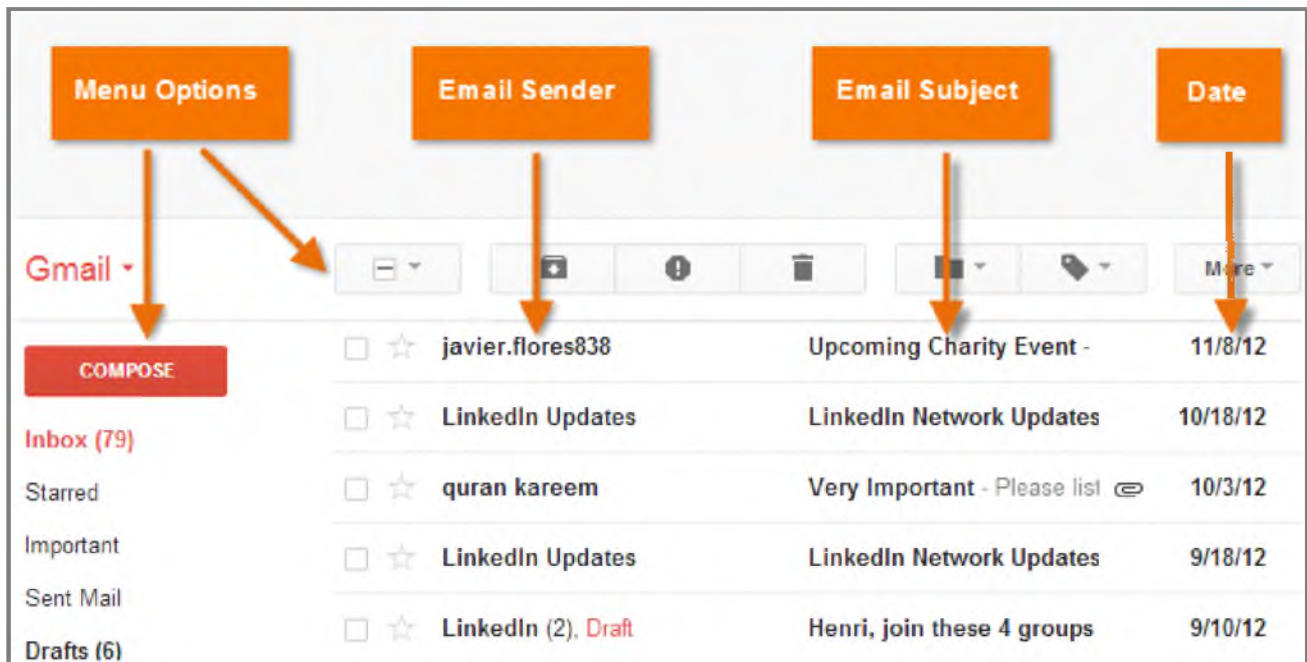 Menu Options
Email Sender
Email Subject
Date
Gmail
More
COMPOSE
Inbox (79)
Starred
Important
Sent Mail
Drafts (6)
javier.flores838 Upcoming Charity Event - 11/8/12
LinkedIn Updates LinkedIn Network Updates 10/18/12
quran kareem Very Important - Please list 10/3/12
LinkedIn Updates LinkedIn Network Updates 9/18/12
LinkedIn (2), Draft Henri, join these 4 groups 9/10/12